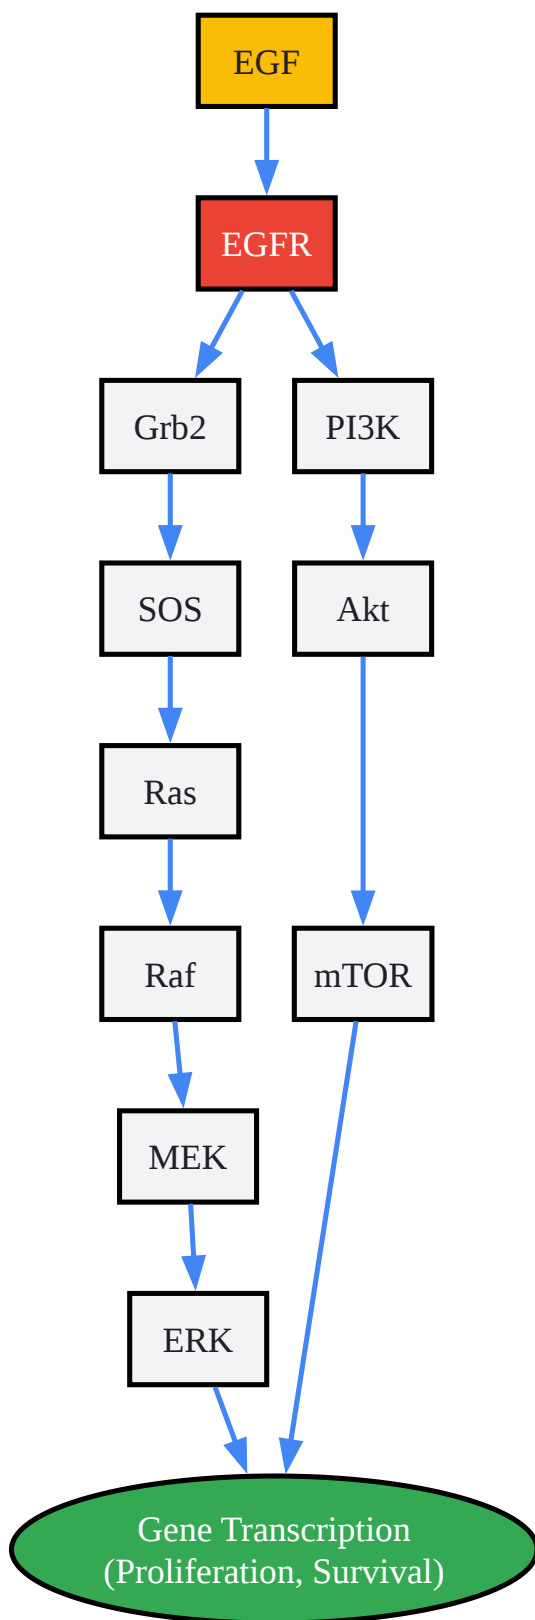 EGF
EGFR
Grb2
PI3K
SOS
Akt
Ras
Raf
mTOR
MEK
ERK
Gene Transcription
(Proliferation, Survival)